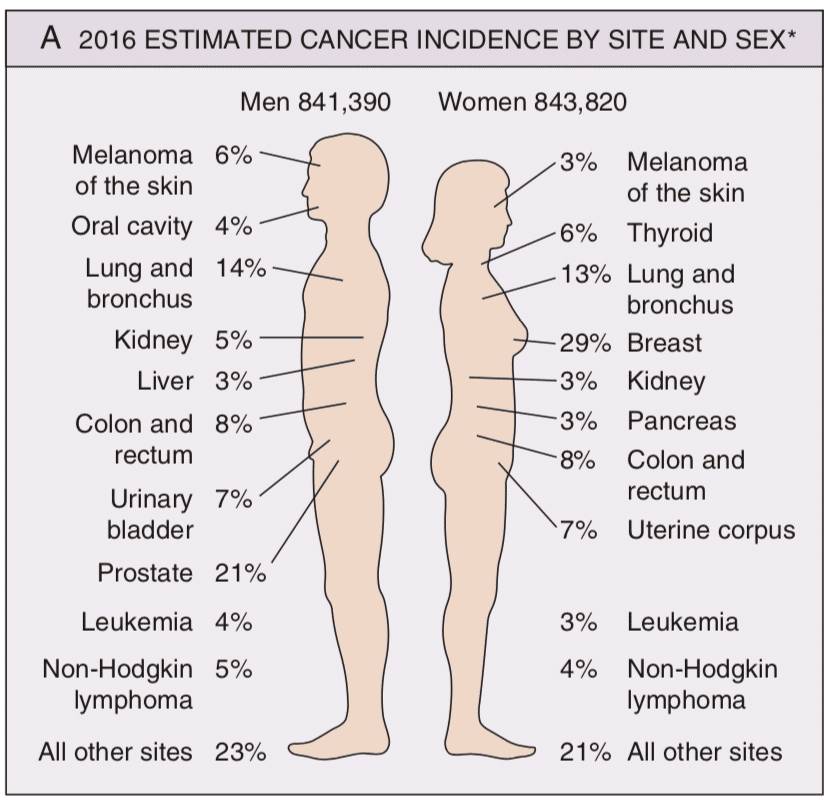 A 2016 ESTIMATED CANCER INCIDENCE BY SITE AND SEX*
Men 841,390
Melanoma 6%
of the skin
Oral cavity 4%
Lung and 14%
bronchus
Kidney 5%
Liver 3%
Colon and 8%
rectum
Urinary 7%
bladder
Prostate 21%
Leukemia 4%
Non-Hodgkin 5%
lymphoma
All other sites 23%
Women 843,820
3% Melanoma
of the skin
6% Thyroid
13% Lung and
bronchus
29% Breast
3% Kidney
3% Pancreas
8% Colon and
rectum
7% Uterine corpus
3% Leukemia
4% Non-Hodgkin
lymphoma
21% All other sites